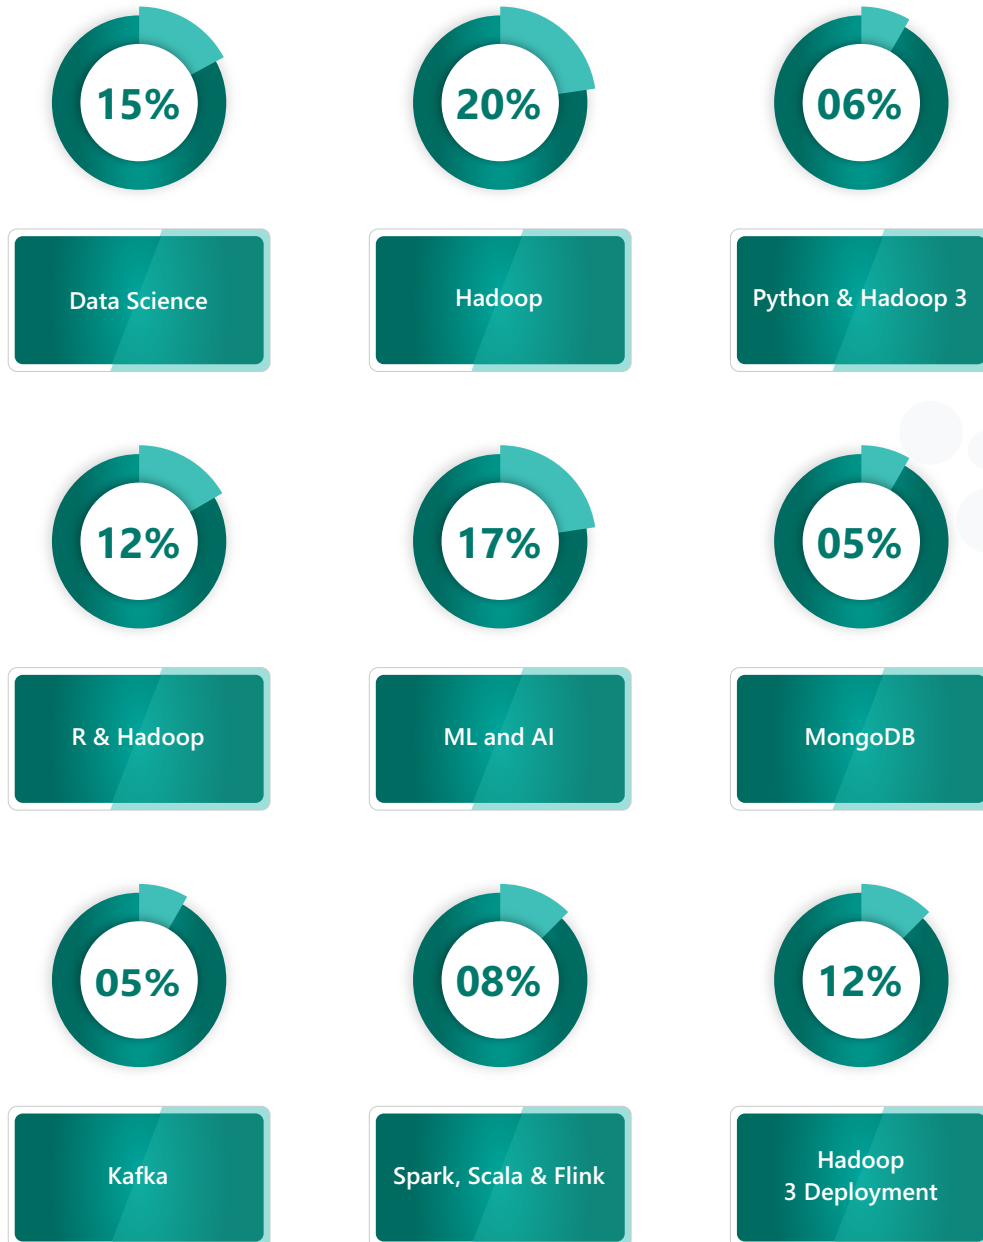 15%
20%
06%
Data Science
Hadoop
Python & Hadoop 3
12%
17%
05%
R & Hadoop
ML and AI
MongoDB
05%
08%
12%
Kafka
Spark, Scala & Flink
Hadoop
3 Deployment